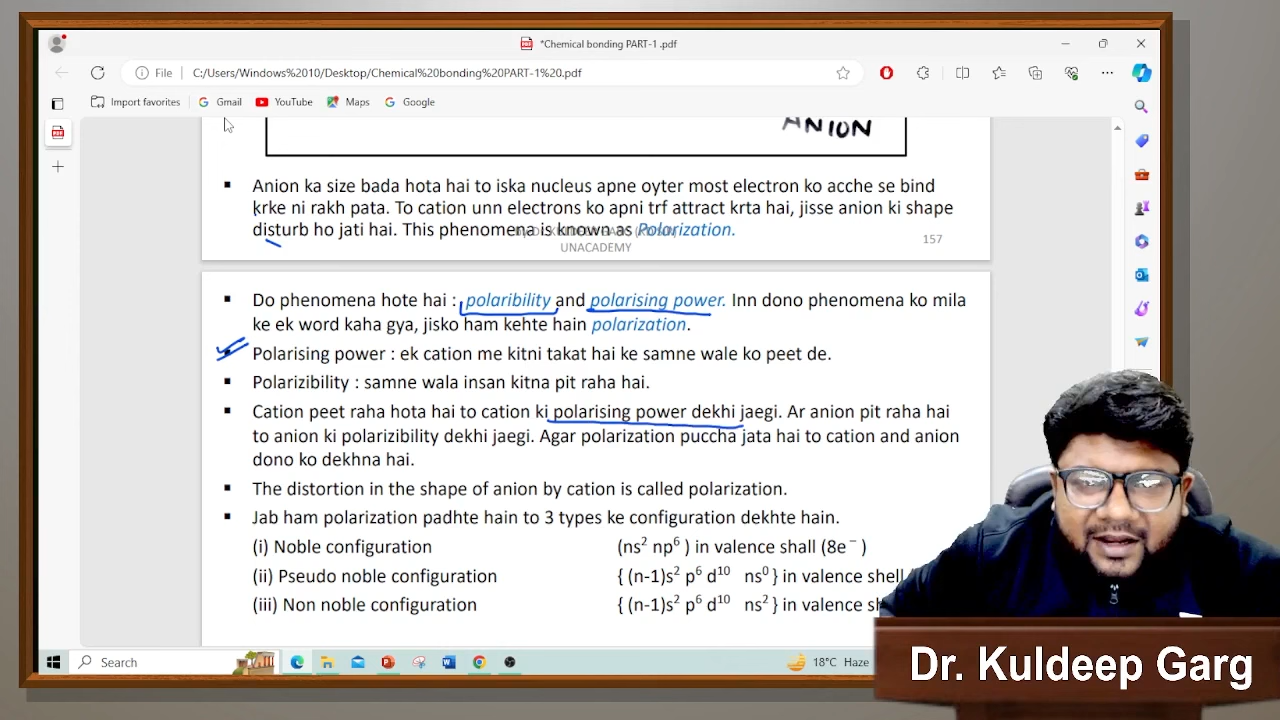 *Chemical bonding PART-1 .pdf
File
C:/Users/Windows%2010/Desktop/Chemical%20bonding%20PART-1%20.pdf
Import favorites Gmail YouTube Maps Google
ANION
Anion ka size bada hota hai to iska nucleus apne oyter most electron ko acche se bind
krke ni rakh pata. To cation unn electrons ko apni trf attract krta hai, jisse anion ki shape
disturb ho jati hai. This phenomena is known as Polarization.
UNACADEMY
157
Do phenomena hote hai : polaribility and polarising power. Inn dono phenomena ko mila
ke ek word kaha gya, jisko ham kehte hain polarization.
Polarising power : ek cation me kitni takat hai ke samne wale ko peet de.
Polarizibility : samne wala insan kitna pit raha hai.
Cation peet raha hota hai to cation ki polarising power dekhi jaegi. Ar anion pit raha hai
to anion ki polarizibility dekhi jaegi. Agar polarization puccha jata hai to cation and anion
dono ko dekhna hai.
The distortion in the shape of anion by cation is called polarization.
Jab ham polarization padhte hain to 3 types ke configuration dekhte hain.
(i) Noble configuration (ns² np⁶ ) in valence shall (8e⁻ )
(ii) Pseudo noble configuration { (n-1)s² p⁶ d¹⁰ ns⁰ } in valence shell
(iii) Non noble configuration { (n-1)s² p⁶ d¹⁰ ns² } in valence
Search
18°C Haze
Dr. Kuldeep Garg